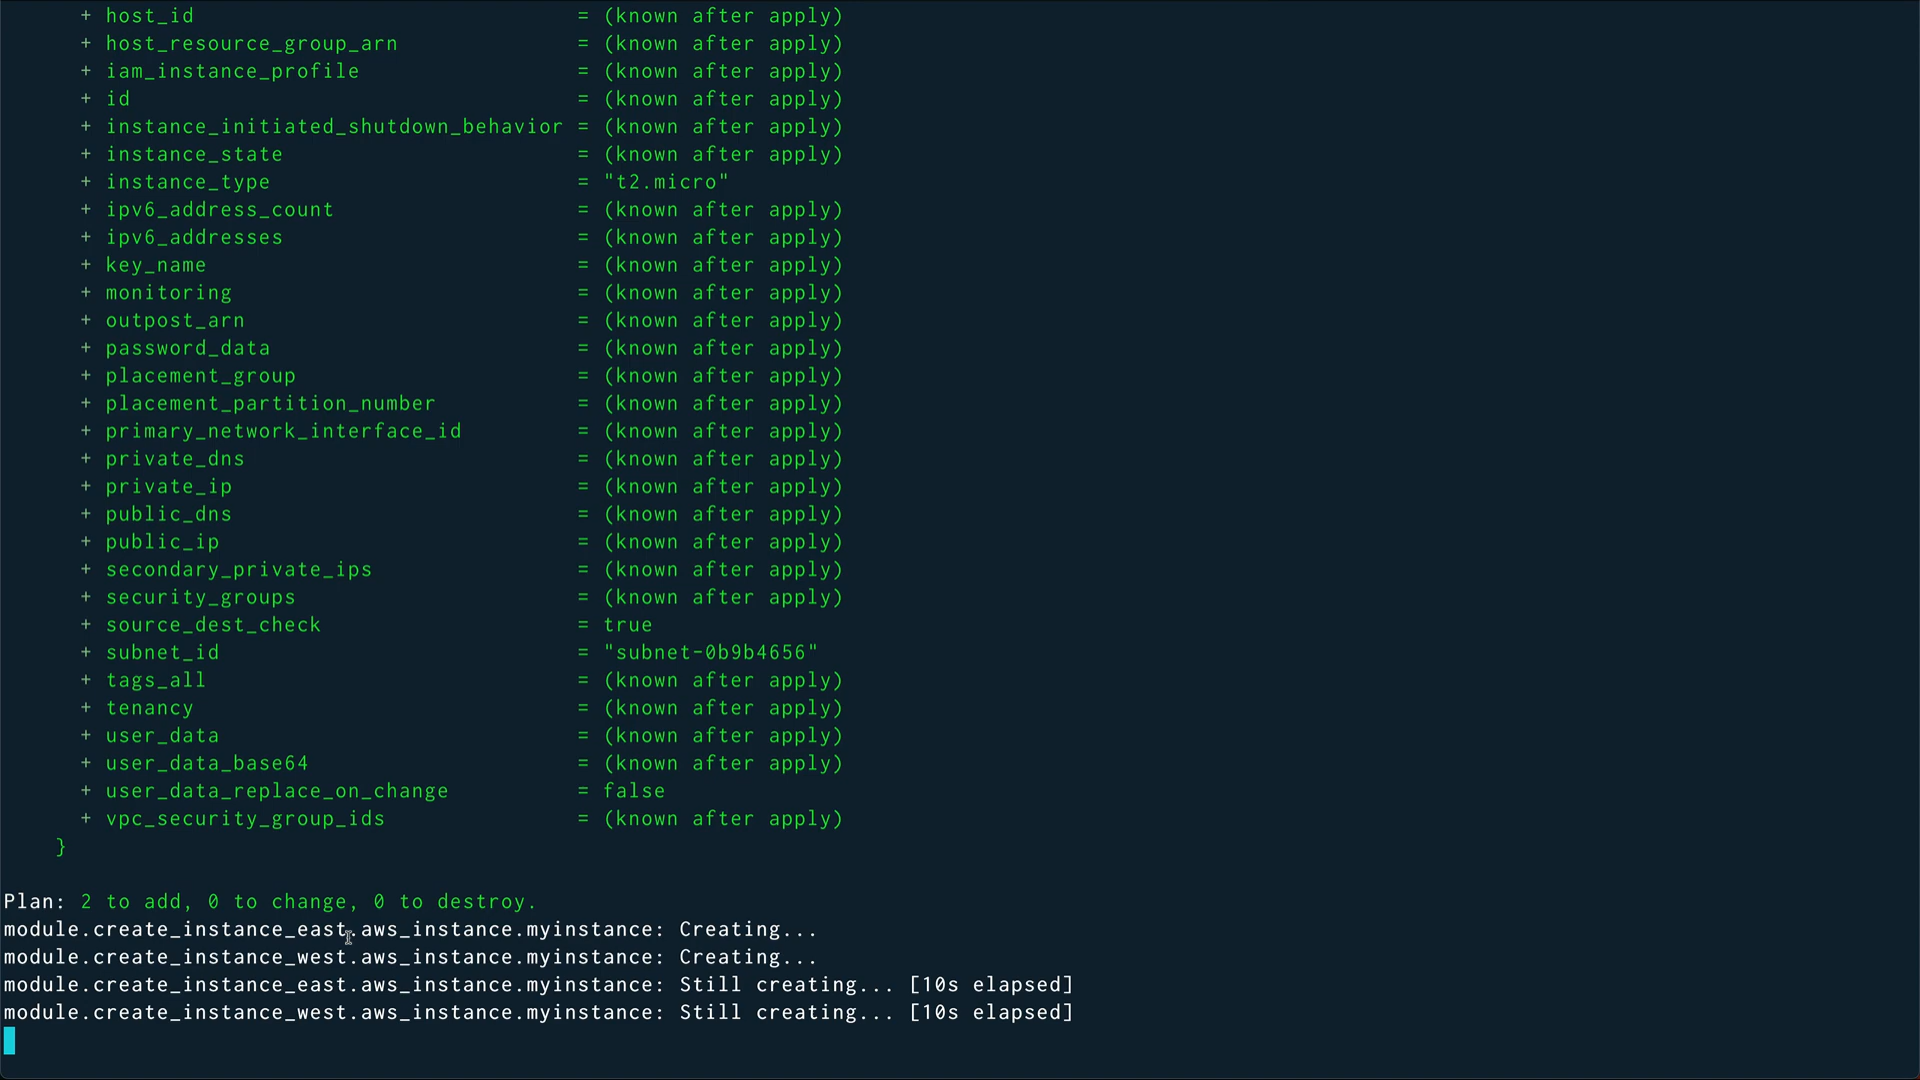 + host_id = (known after apply)
+ host_resource_group_arn = (known after apply)
+ iam_instance_profile = (known after apply)
+ id = (known after apply)
+ instance_initiated_shutdown_behavior = (known after apply)
+ instance_state = (known after apply)
+ instance_type = "t2.micro"
+ ipv6_address_count = (known after apply)
+ ipv6_addresses = (known after apply)
+ key_name = (known after apply)
+ monitoring = (known after apply)
+ outpost_arn = (known after apply)
+ password_data = (known after apply)
+ placement_group = (known after apply)
+ placement_partition_number = (known after apply)
+ primary_network_interface_id = (known after apply)
+ private_dns = (known after apply)
+ private_ip = (known after apply)
+ public_dns = (known after apply)
+ public_ip = (known after apply)
+ secondary_private_ips = (known after apply)
+ security_groups = (known after apply)
+ source_dest_check = true
+ subnet_id = "subnet-0b9b4656"
+ tags_all = (known after apply)
+ tenancy = (known after apply)
+ user_data = (known after apply)
+ user_data_base64 = (known after apply)
+ user_data_replace_on_change = false
+ vpc_security_group_ids = (known after apply)
}
Plan: 2 to add, 0 to change, 0 to destroy.
module.create_instance_east.aws_instance.myinstance: Creating...
module.create_instance_west.aws_instance.myinstance: Creating...
module.create_instance_east.aws_instance.myinstance: Still creating... [10s elapsed]
module.create_instance_west.aws_instance.myinstance: Still creating... [10s elapsed]